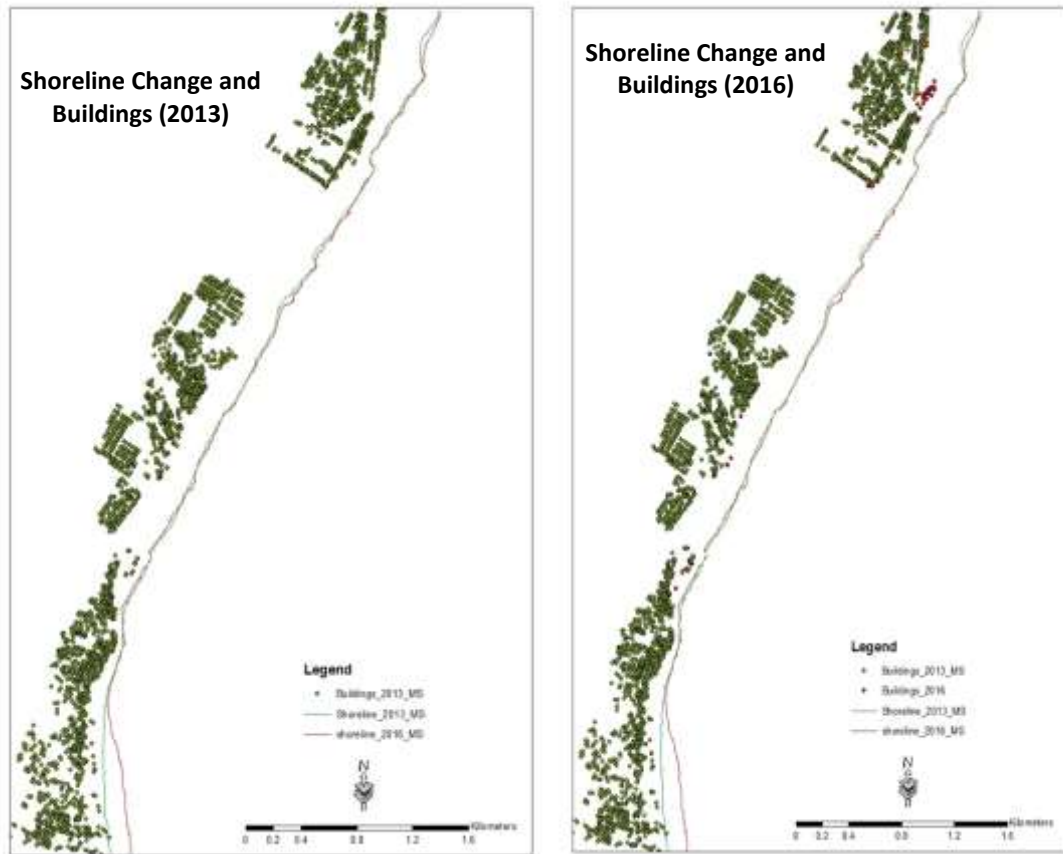 Shoreline Change and
Buildings (2013)
Legend
Buildings_2013_MS
Shoreline_2013_MS
shoreline_2016_MS
N
Kilometers
0 0.2 0.4 0.8 1.2 1.6
Shoreline Change and
Buildings (2016)
Legend
Buildings_2013_MS
Buildings_2016
Shoreline_2013_MS
shoreline_2016_MS
N
Kilometers
0 0.2 0.4 0.8 1.2 1.6